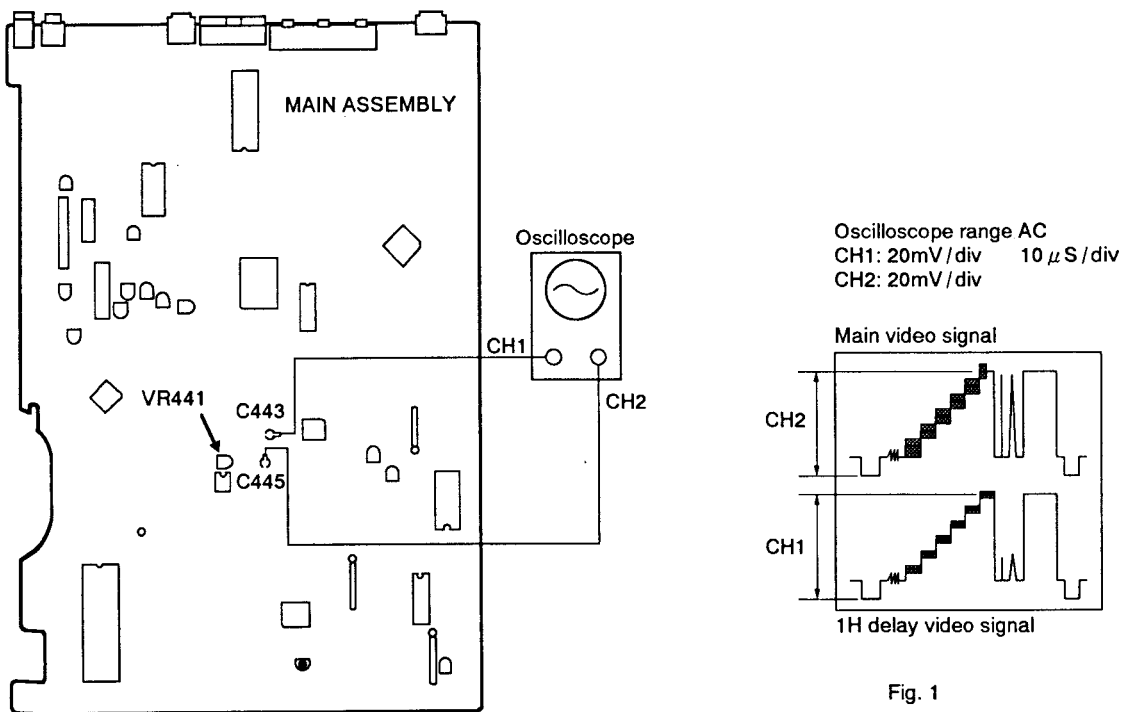 MAIN ASSEMBLY
Oscilloscope
CH1
CH2
VR441
C443
C445
Oscilloscope range AC
CH1: 20mV/div 10 μS/div
CH2: 20mV/div
Main video signal
CH2
CH1
1H delay video signal
Fig. 1